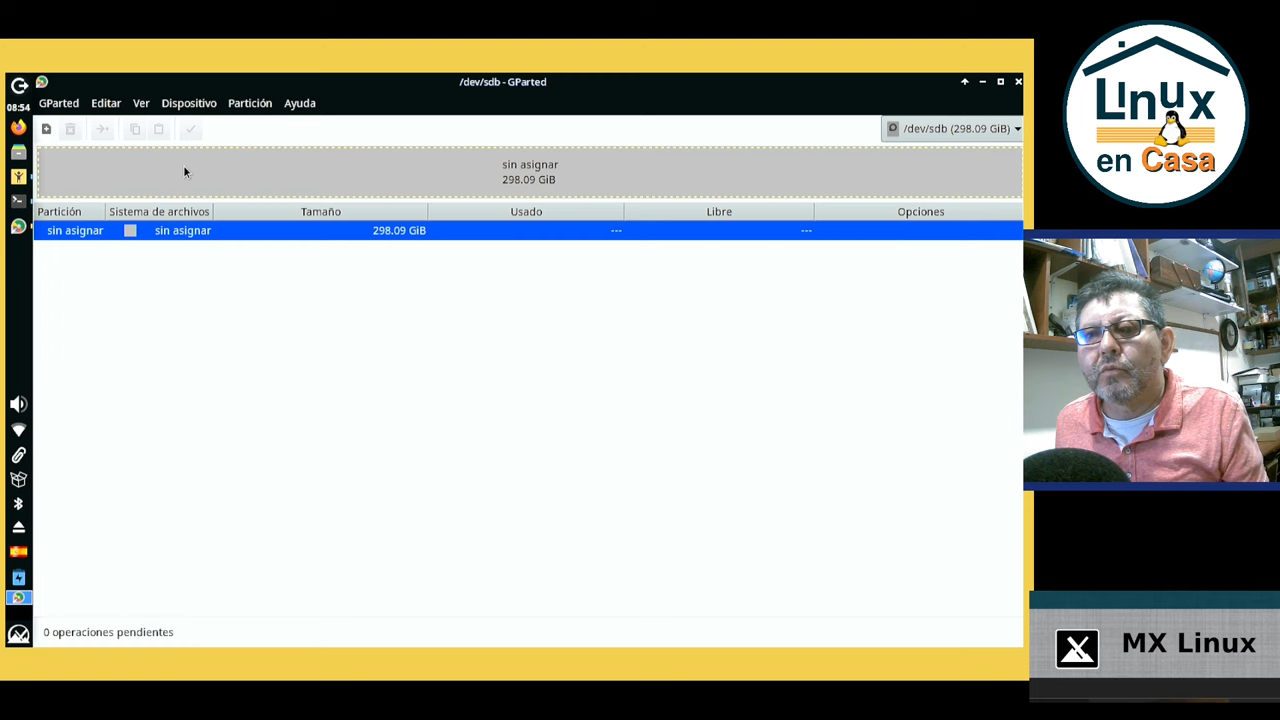 /dev/sdb - GParted
08:54
GParted Editar Ver Dispositivo Partición Ayuda
/dev/sdb (298.09 GiB)
sin asignar
298.09 GiB
Partición Sistema de archivos Tamaño Usado Libre Opciones
sin asignar sin asignar 298.09 GiB --- ---
0 operaciones pendientes
Linux
en Casa
MX Linux